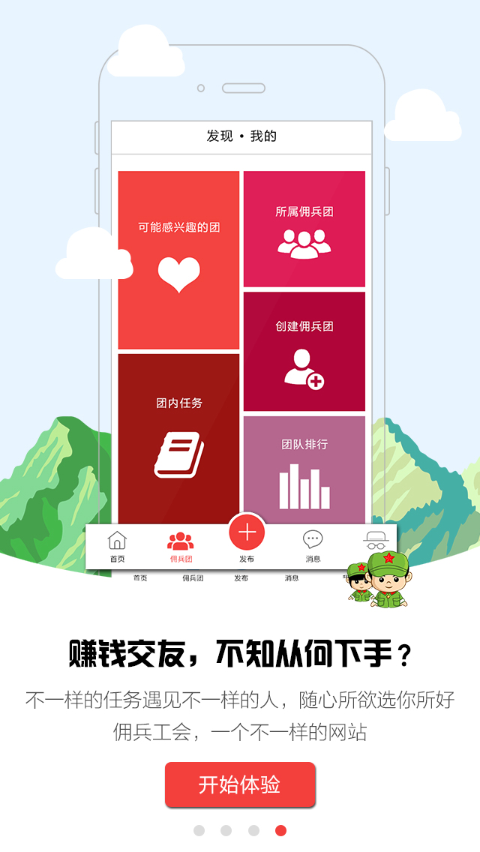 发现·我的
可能感兴趣的团
所属佣兵团
创建佣兵团
团内任务
团队排行
首页
佣兵团
发布
消息
首页
佣兵团
发布
消息
赚钱交友，不知从何下手？
不一样的任务遇见不一样的人，随心所欲选你所好
佣兵工会，一个不一样的网站
开始体验